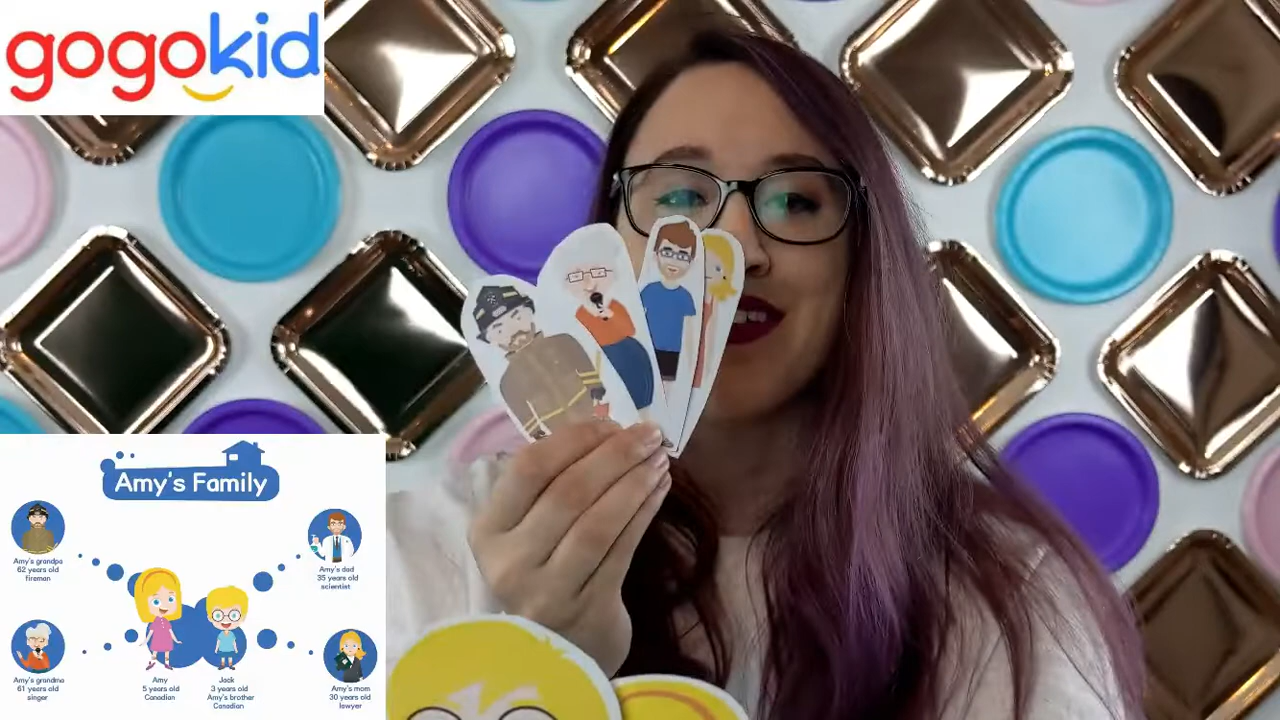 gogokid
Amy's Family
Amy's grandpa
62 years old
fireman
Amy's dad
35 years old
scientist
Amy's grandma
61 years old
singer
Amy
5 years old
Canadian
Jack
3 years old
Amy's brother
Canadian
Amy's mom
30 years old
lawyer